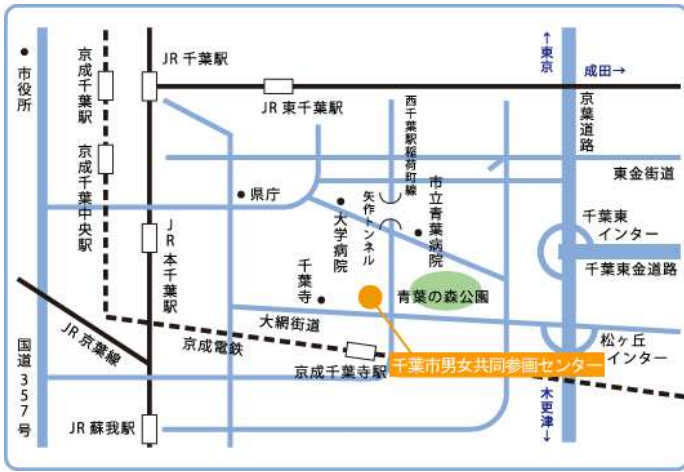 市役所
京成千葉駅
JR 千葉駅
↑東京
成田→
JR 東千葉駅
京葉道路
西千葉駅稲荷町線
東金街道
京成千葉中央駅
県庁
大学病院
矢作トンネル
市立青葉病院
千葉東
インター
JR 本千葉駅
千葉東金道路
千葉寺
青葉の森公園
大網街道
JR 京葉線
京成電鉄
松ヶ丘
インター
国道357号
京成千葉寺駅
千葉市男女共同参画センター
木更津↓
JR 蘇我駅